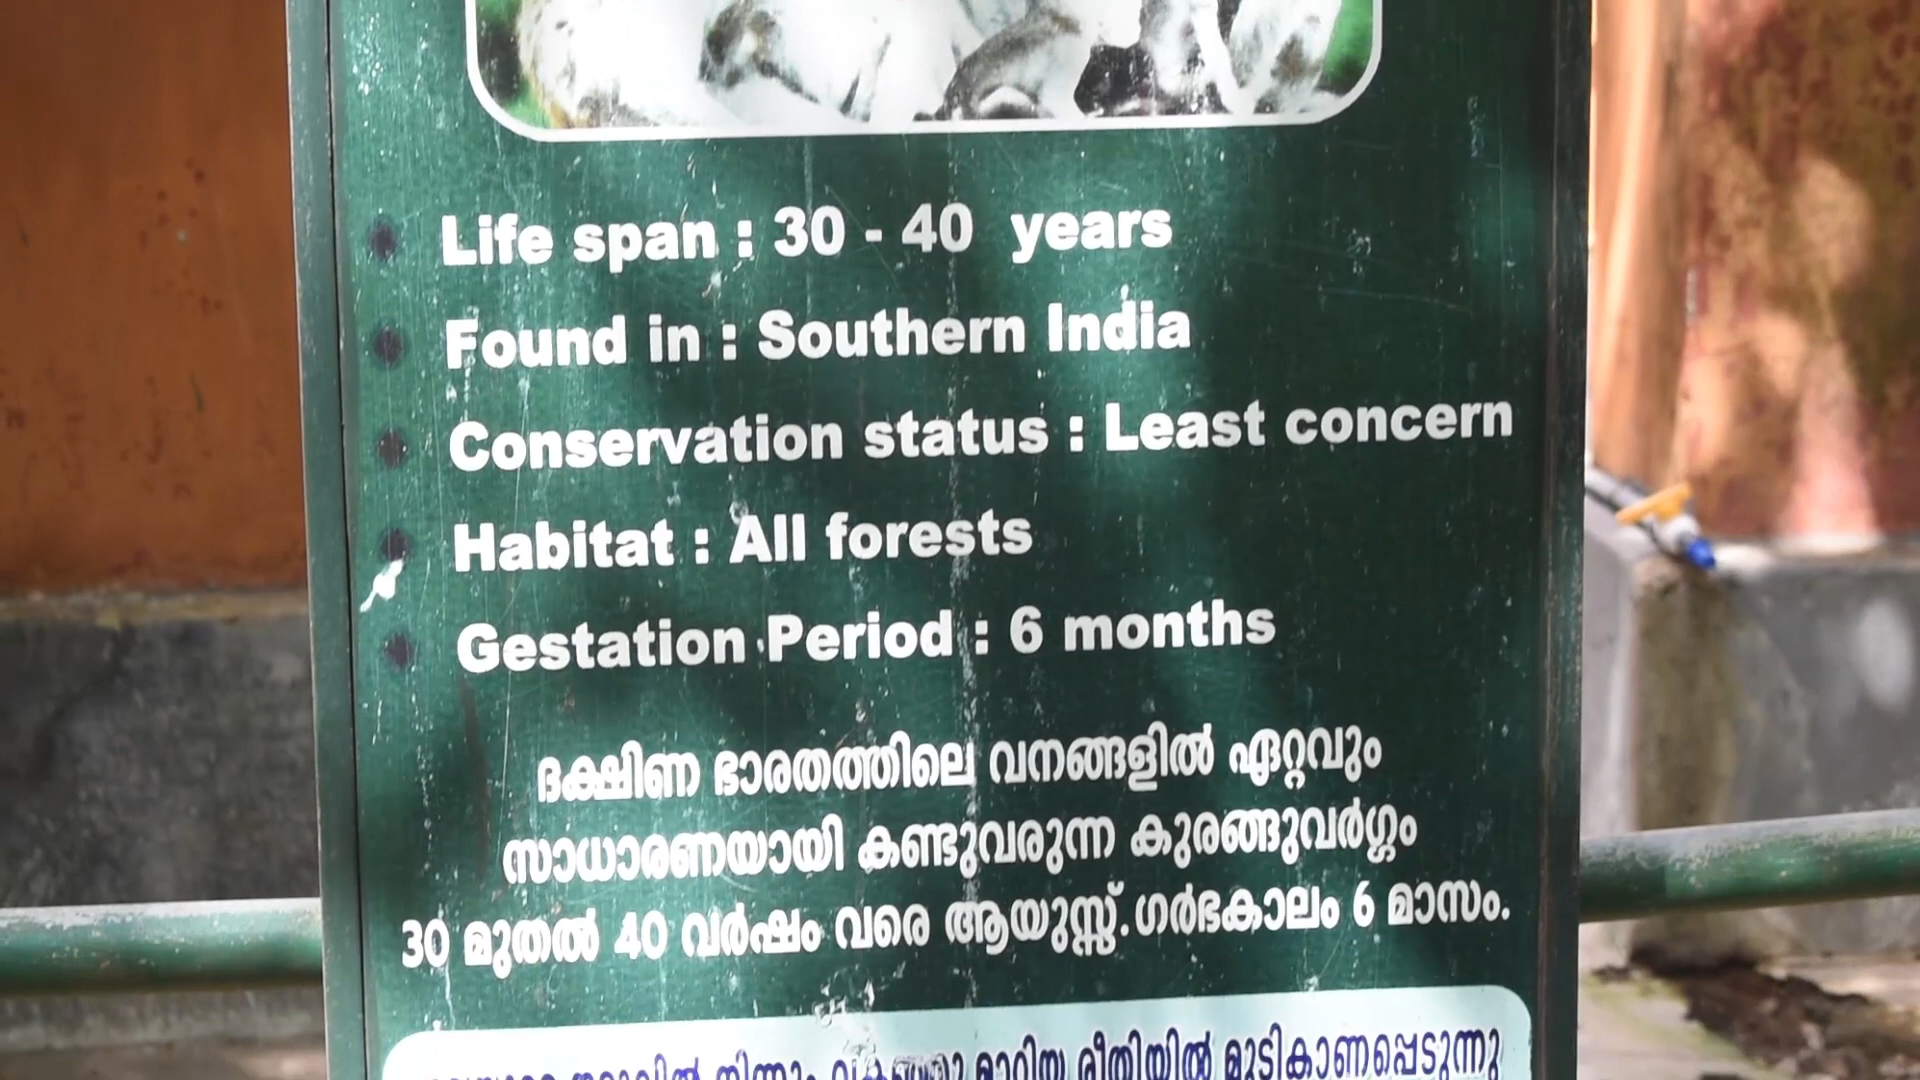 Life span : 30 - 40 years
Found in : Southern India
Conservation status : Least concern
Habitat : All forests
Gestation Period : 6 months
ദക്ഷിണ ഭാരതത്തിലെ വനങ്ങളിൽ ഏറ്റവും
സാധാരണയായി കണ്ടുവരുന്ന കുരങ്ങുവർഗ്ഗം
30 മുതൽ 40 വർഷം വരെ ആയുസ്സ്.ഗർഭകാലം 6 മാസം.
നിന്നും മാറിയ രീതിയിൽ മുടികാണപ്പെടുന്നു